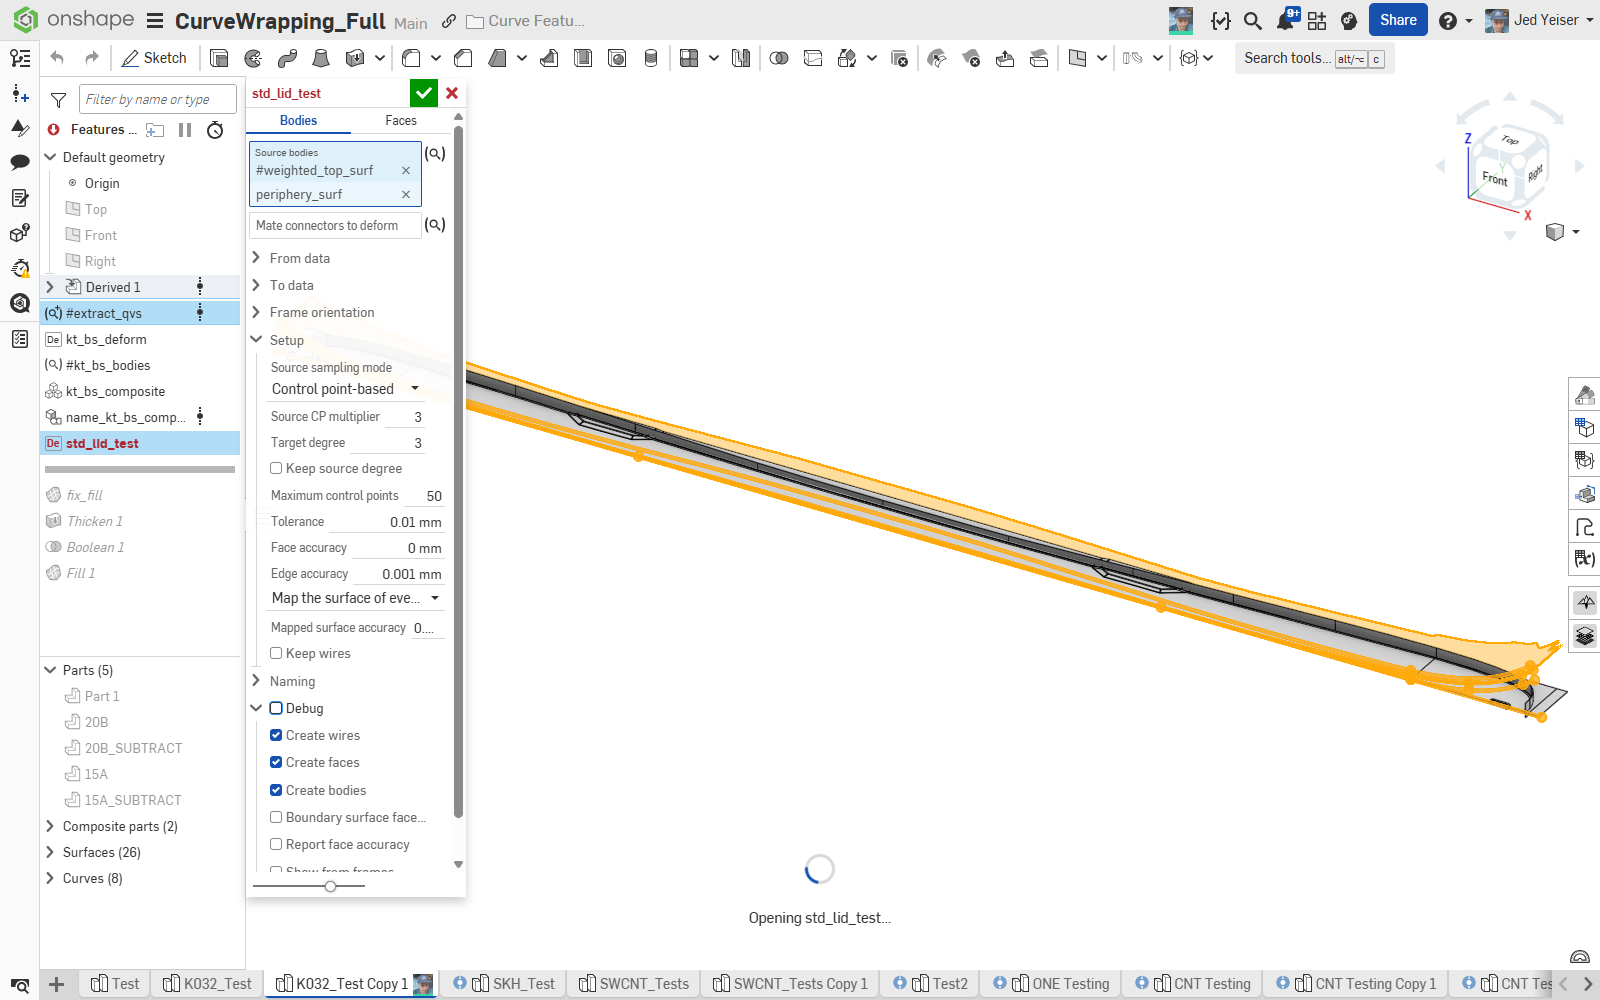 onshape
CurveWrapping_Full
Main
Curve Featu...
9+
Share
Jed Yeiser
Sketch
Search tools...
alt/⌥
c
Filter by name or type
Features ...
Default geometry
Origin
Top
Front
Right
Derived 1
#extract_qvs
kt_bs_deform
#kt_bs_bodies
kt_bs_composite
name_kt_bs_comp...
De
std_lid_test
fix_fill
Thicken 1
Boolean 1
Fill 1
Parts (5)
Part 1
20B
20B_SUBTRACT
15A
15A_SUBTRACT
Composite parts (2)
Surfaces (26)
Curves (8)
std_lid_test
Bodies
Faces
Source bodies
#weighted_top_surf
periphery_surf
Mate connectors to deform
From data
To data
Frame orientation
Setup
Source sampling mode
Control point-based
Source CP multiplier 3
Target degree 3
Keep source degree
Maximum control points 50
Tolerance 0.01 mm
Face accuracy 0 mm
Edge accuracy 0.001 mm
Map the surface of eve...
Mapped surface accuracy 0....
Keep wires
Naming
Debug
Create wires
Create faces
Create bodies
Boundary surface face...
Report face accuracy
Z
Top
Front
Right
Y
X
Opening std_lid_test...
Test
K032_Test
K032_Test Copy 1
SKH_Test
SWCNT_Tests
SWCNT_Tests Copy 1
Test2
ONE Testing
CNT Testing
CNT Testing Copy 1
CNT Tes